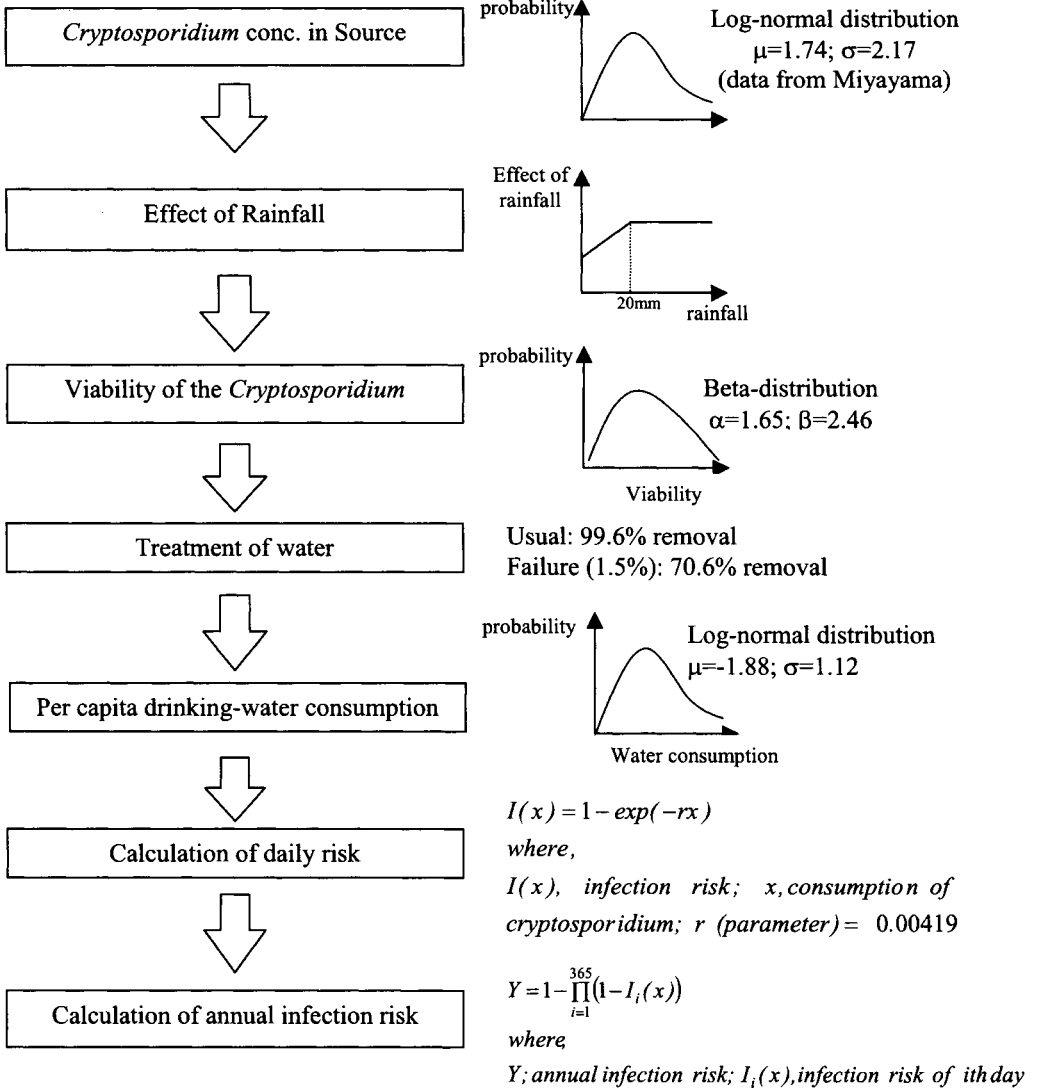 Cryptosporidium conc. in Source
probability
Log-normal distribution
μ=1.74; σ=2.17
(data from Miyayama)
Effect of Rainfall
Effect of
rainfall
20mm
rainfall
Viability of the Cryptosporidium
probability
Beta-distribution
α=1.65; β=2.46
Viability
Treatment of water
Usual: 99.6% removal
Failure (1.5%): 70.6% removal
Per capita drinking-water consumption
probability
Log-normal distribution
μ=-1.88; σ=1.12
Water consumption
Calculation of daily risk
I(x) = 1 − exp(−rx)
where,
I(x), infection risk; x, consumption of
cryptosporidium; r (parameter) = 0.00419
Calculation of annual infection risk
Y = 1 − ∏_{i=1}^{365} (1 − I_i(x))
where,
Y; annual infection risk; I_i(x), infection risk of ith day